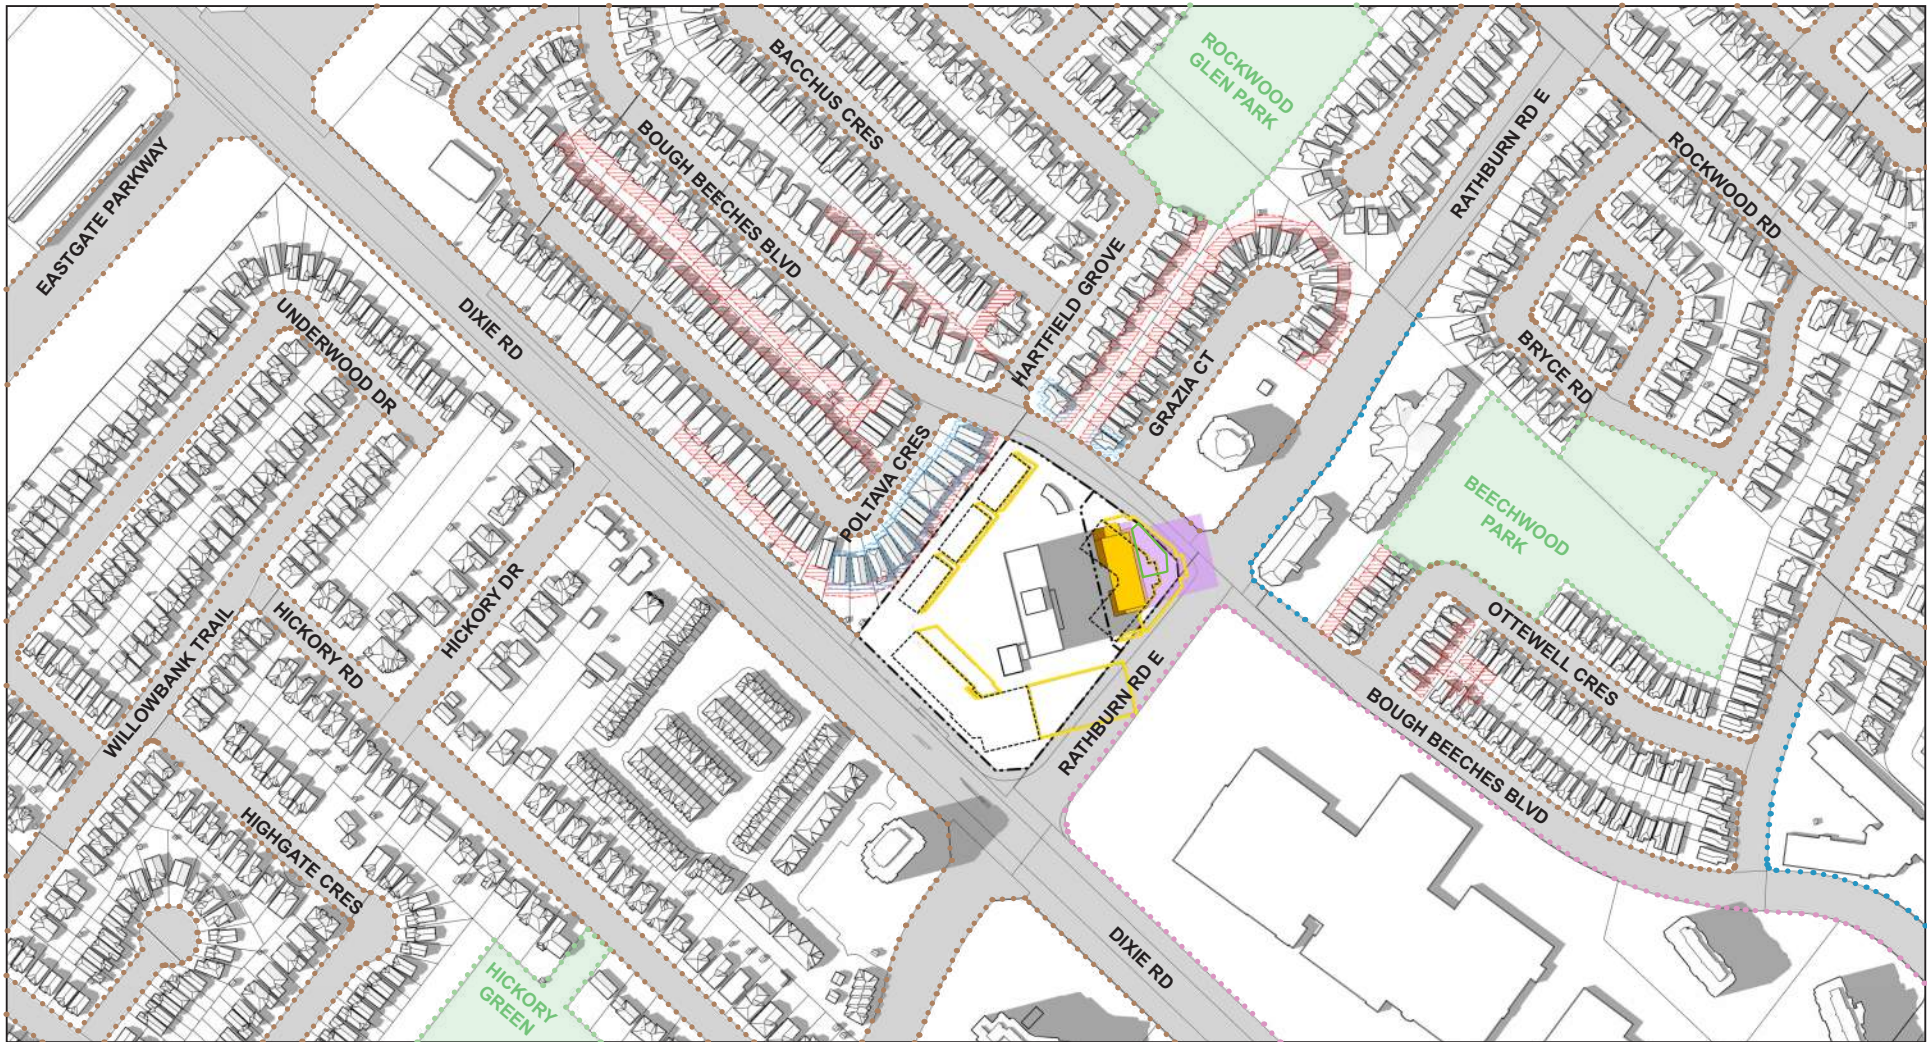 BACCHUS CRES
ROCKWOOD
GLEN PARK
RATHBURN RD E
ROCKWOOD RD
EASTGATE PARKWAY
BOUGH BEECHES BLVD
UNDERWOOD DR
DIXIE RD
HARTFIELD GROVE
GRAZIA CT
BRYCE RD
POLTAVA CRES
BEECHWOOD
PARK
HICKORY DR
WILLOWBANK TRAIL
HICKORY RD
OTTEWELL CRES
RATHBURN RD E
BOUGH BEECHES BLVD
HIGHGATE CRES
HICKORY
GREEN
DIXIE RD